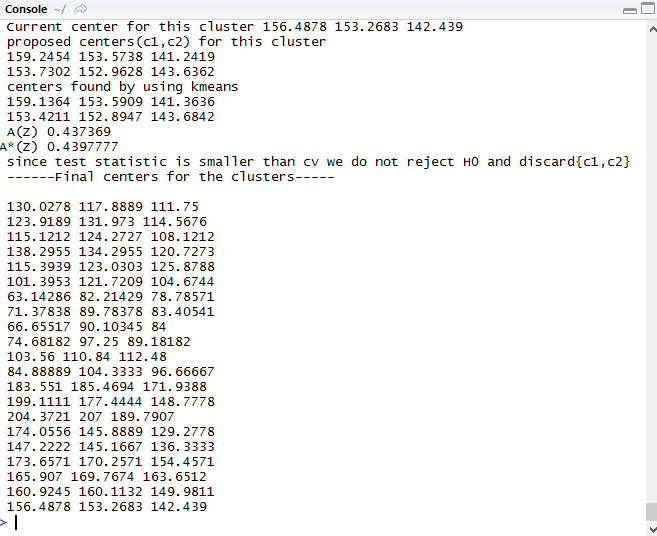 Console ~/
Current center for this cluster 156.4878 153.2683 142.439
proposed centers(c1,c2) for this cluster
159.2454 153.5738 141.2419
153.7302 152.9628 143.6362
centers found by using kmeans
159.1364 153.5909 141.3636
153.4211 152.8947 143.6842
A(Z) 0.437369
A*(Z) 0.4397777
since test statistic is smaller than cv we do not reject H0 and discard{c1,c2}
------Final centers for the clusters-----
130.0278 117.8889 111.75
123.9189 131.973 114.5676
115.1212 124.2727 108.1212
138.2955 134.2955 120.7273
115.3939 123.0303 125.8788
101.3953 121.7209 104.6744
63.14286 82.21429 78.78571
71.37838 89.78378 83.40541
66.65517 90.10345 84
74.68182 97.25 89.18182
103.56 110.84 112.48
84.88889 104.3333 96.66667
183.551 185.4694 171.9388
199.1111 177.4444 148.7778
204.3721 207 189.7907
174.0556 145.8889 129.2778
147.2222 145.1667 136.3333
173.6571 170.2571 154.4571
165.907 169.7674 163.6512
160.9245 160.1132 149.9811
156.4878 153.2683 142.439
>